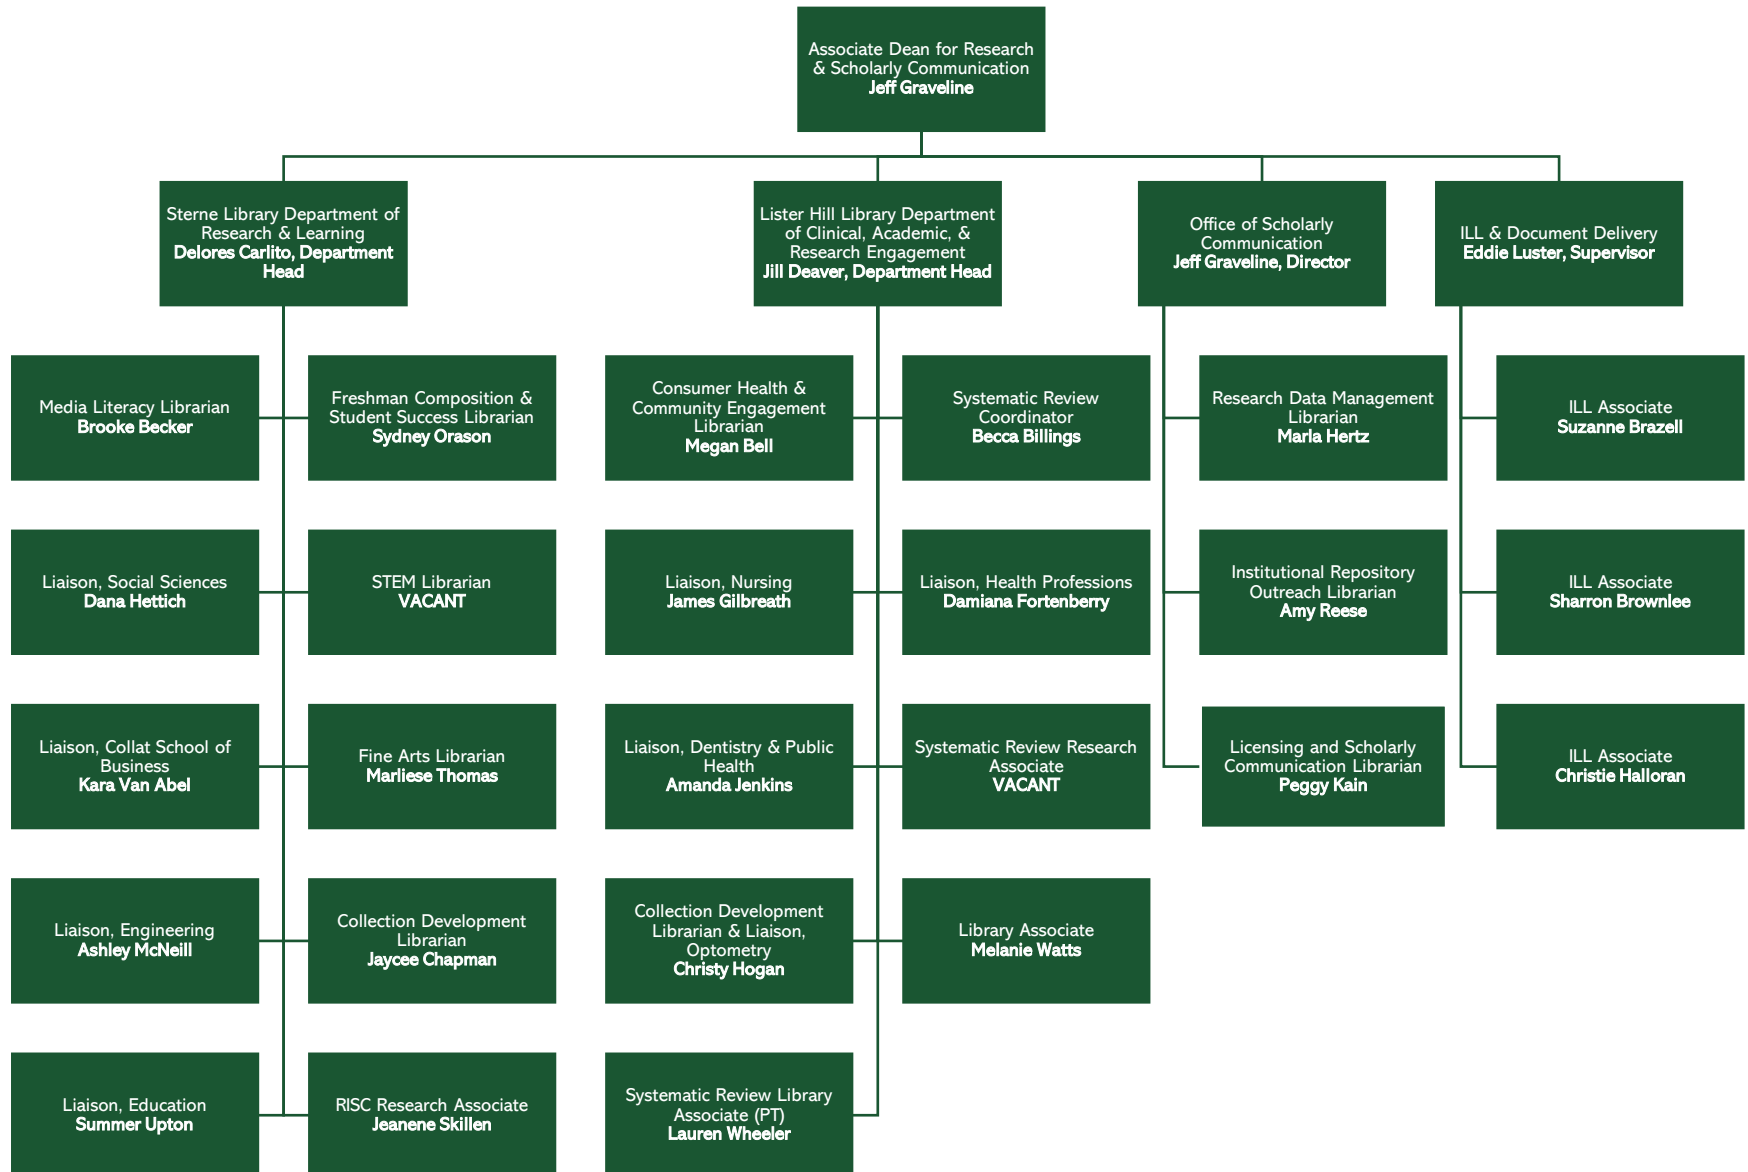 Associate Dean for Research
& Scholarly Communication
Jeff Graveline
Sterne Library Department of
Research & Learning
Delores Carlito, Department
Head
Lister Hill Library Department
of Clinical, Academic, &
Research Engagement
Jill Deaver, Department Head
Office of Scholarly
Communication
Jeff Graveline, Director
ILL & Document Delivery
Eddie Luster, Supervisor
Media Literacy Librarian
Brooke Becker
Freshman Composition &
Student Success Librarian
Sydney Orason
Consumer Health &
Community Engagement
Librarian
Megan Bell
Systematic Review
Coordinator
Becca Billings
Research Data Management
Librarian
Marla Hertz
ILL Associate
Suzanne Brazell
Liaison, Social Sciences
Dana Hettich
STEM Librarian
VACANT
Liaison, Nursing
James Gilbreath
Liaison, Health Professions
Damiana Fortenberry
Institutional Repository
Outreach Librarian
Amy Reese
ILL Associate
Sharron Brownlee
Liaison, Collat School of
Business
Kara Van Abel
Fine Arts Librarian
Marliese Thomas
Liaison, Dentistry & Public
Health
Amanda Jenkins
Systematic Review Research
Associate
VACANT
Licensing and Scholarly
Communication Librarian
Peggy Kain
ILL Associate
Christie Halloran
Liaison, Engineering
Ashley McNeill
Collection Development
Librarian
Jaycee Chapman
Collection Development
Librarian & Liaison,
Optometry
Christy Hogan
Library Associate
Melanie Watts
Liaison, Education
Summer Upton
RISC Research Associate
Jeanene Skillen
Systematic Review Library
Associate (PT)
Lauren Wheeler